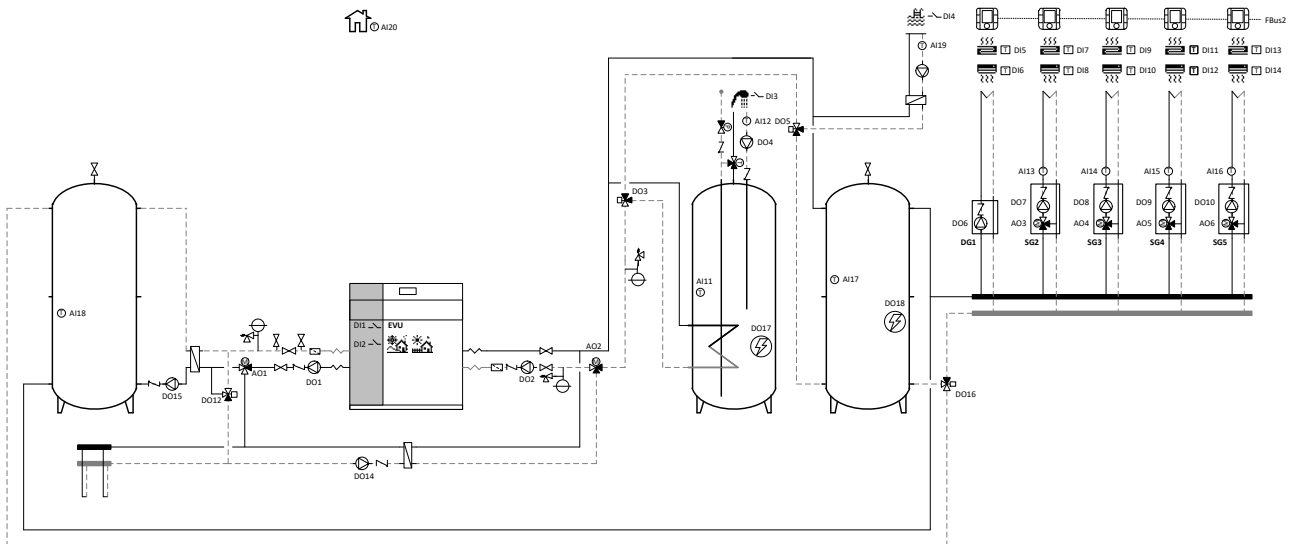 AI20
DI4
FBus2
AI19
DI5
DI7
DI9
DI11
DI13
DI6
DI8
DI10
DI12
DI14
DI3
AI12
DO5
DO4
AI13
AI14
AI15
AI16
DO3
DO7
DO8
DO9
DO10
DO6
AO3
AO4
AO5
AO6
DG1
SG2
SG3
SG4
SG5
AI11
AI17
AI18
DO18
DI1
EVU
DO17
DI2
AO2
AO1
DO1
DO2
DO15
DO12
DO16
DO14